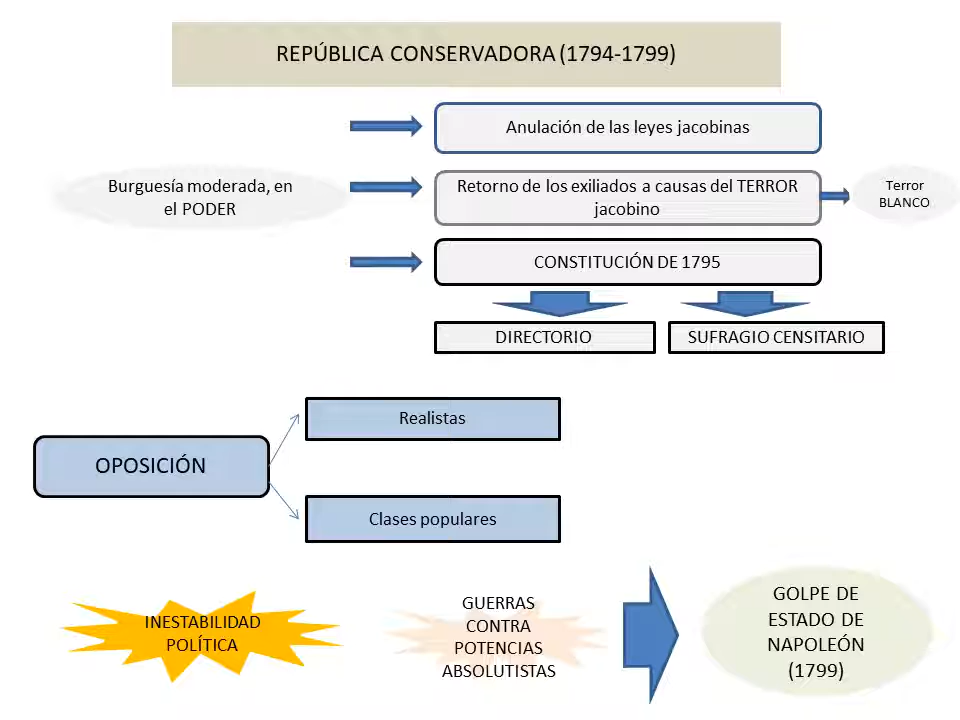 REPÚBLICA CONSERVADORA (1794-1799)
Anulación de las leyes jacobinas
Burguesía moderada, en
el PODER
Retorno de los exiliados a causas del TERROR
jacobino
Terror
BLANCO
CONSTITUCIÓN DE 1795
DIRECTORIO
SUFRAGIO CENSITARIO
Realistas
OPOSICIÓN
Clases populares
INESTABILIDAD
POLÍTICA
GUERRAS
CONTRA
POTENCIAS
ABSOLUTISTAS
GOLPE DE
ESTADO DE
NAPOLEÓN
(1799)